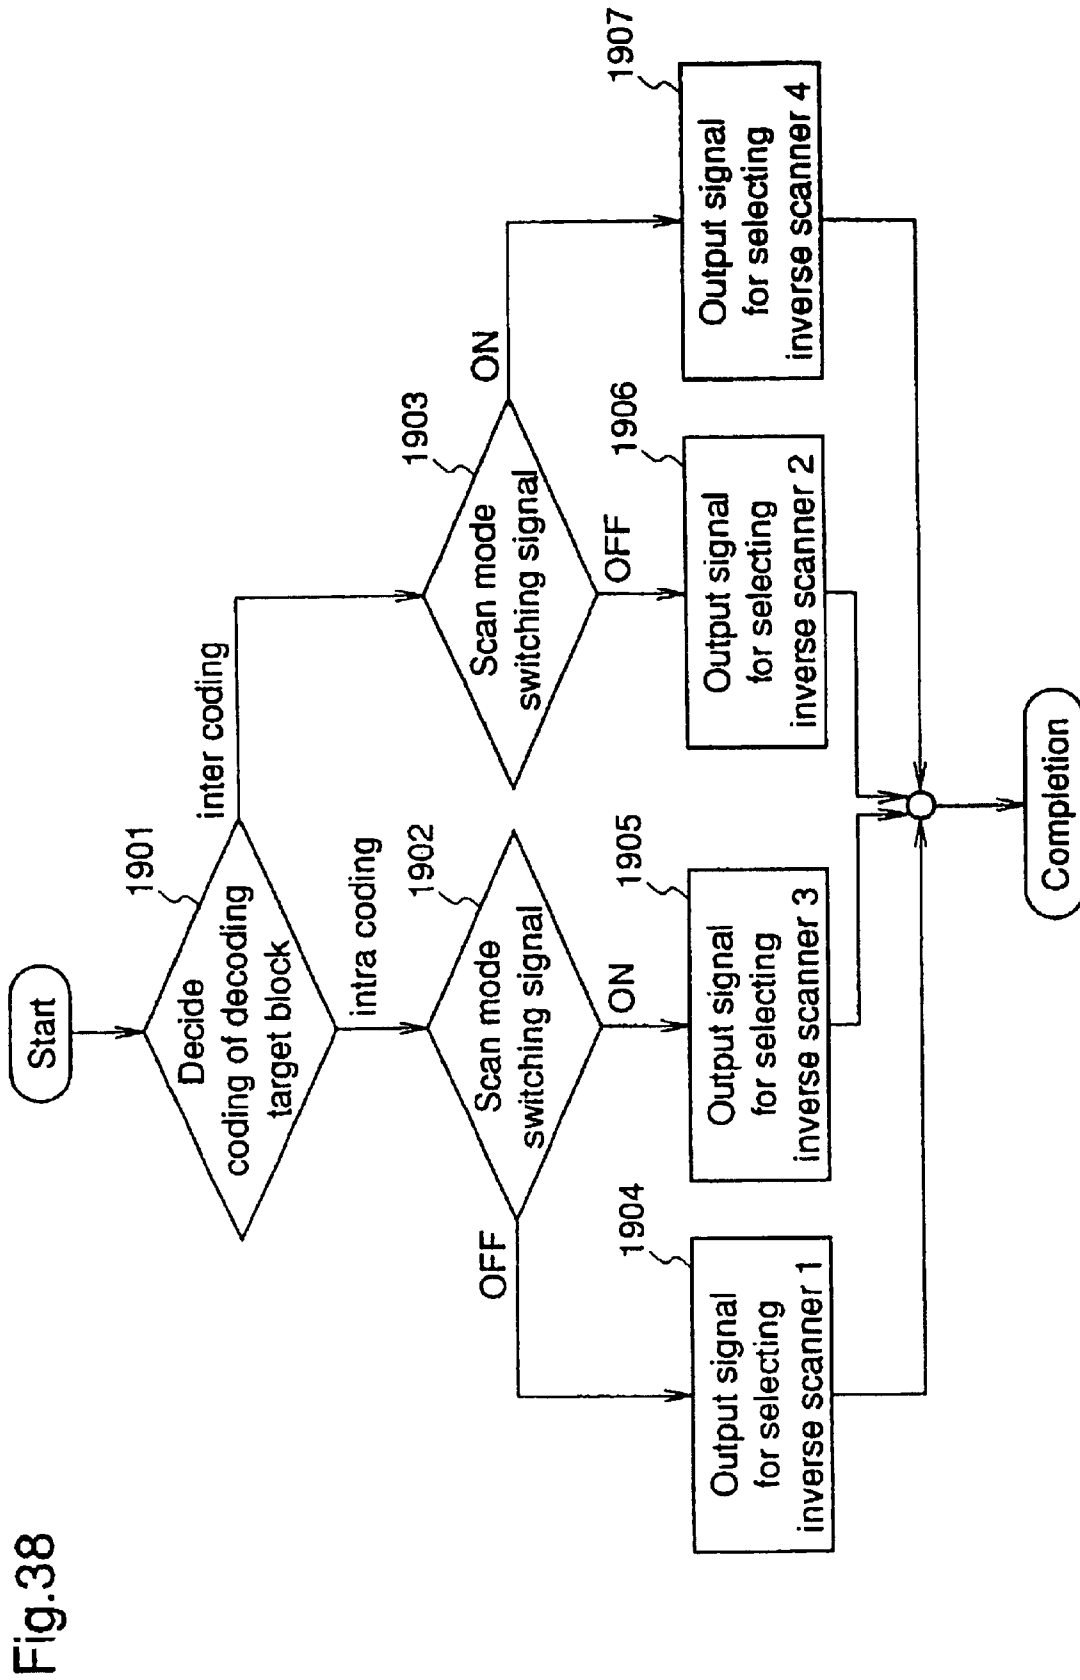 Fig.38
Start
1901
Decide
coding of decoding
target block
inter coding
intra coding
1902
Scan mode
switching signal
OFF
ON
1903
Scan mode
switching signal
ON
OFF
1904
Output signal
for selecting
inverse scanner 1
1905
Output signal
for selecting
inverse scanner 3
1906
Output signal
for selecting
inverse scanner 2
1907
Output signal
for selecting
inverse scanner 4
Completion